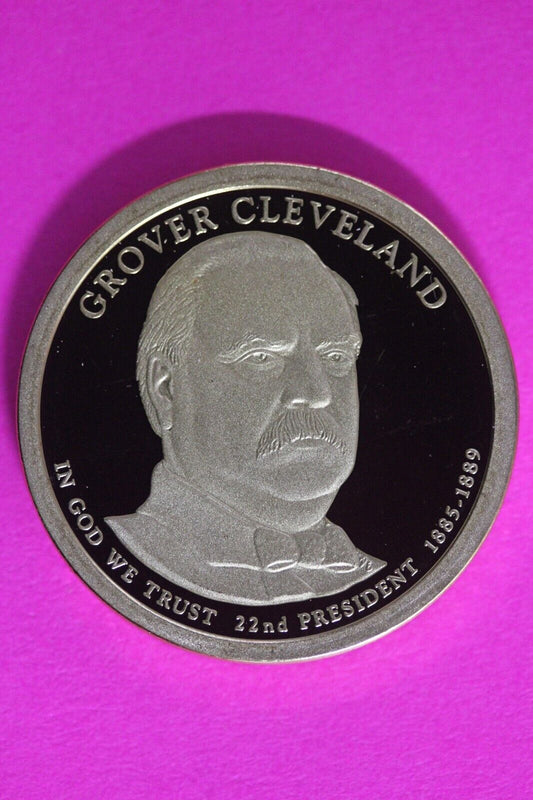 GROVER CLEVELAND
IN GOD WE TRUST 22nd PRESIDENT 1885-1889